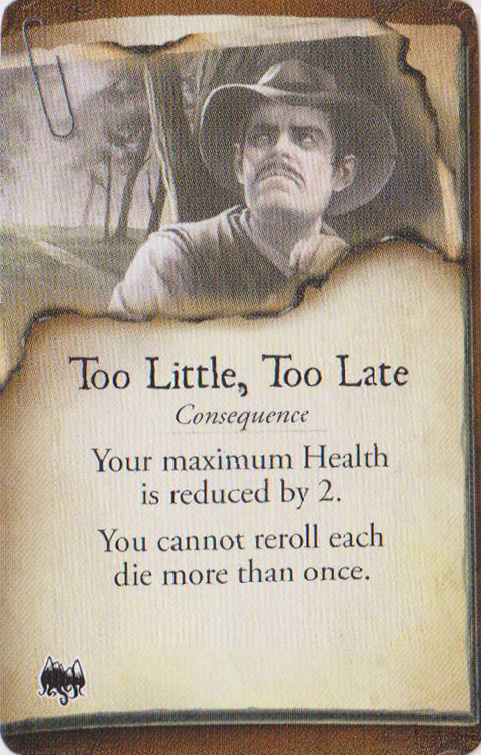 Too Little, Too Late
Consequence
Your maximum Health
is reduced by 2.
You cannot reroll each
die more than once.